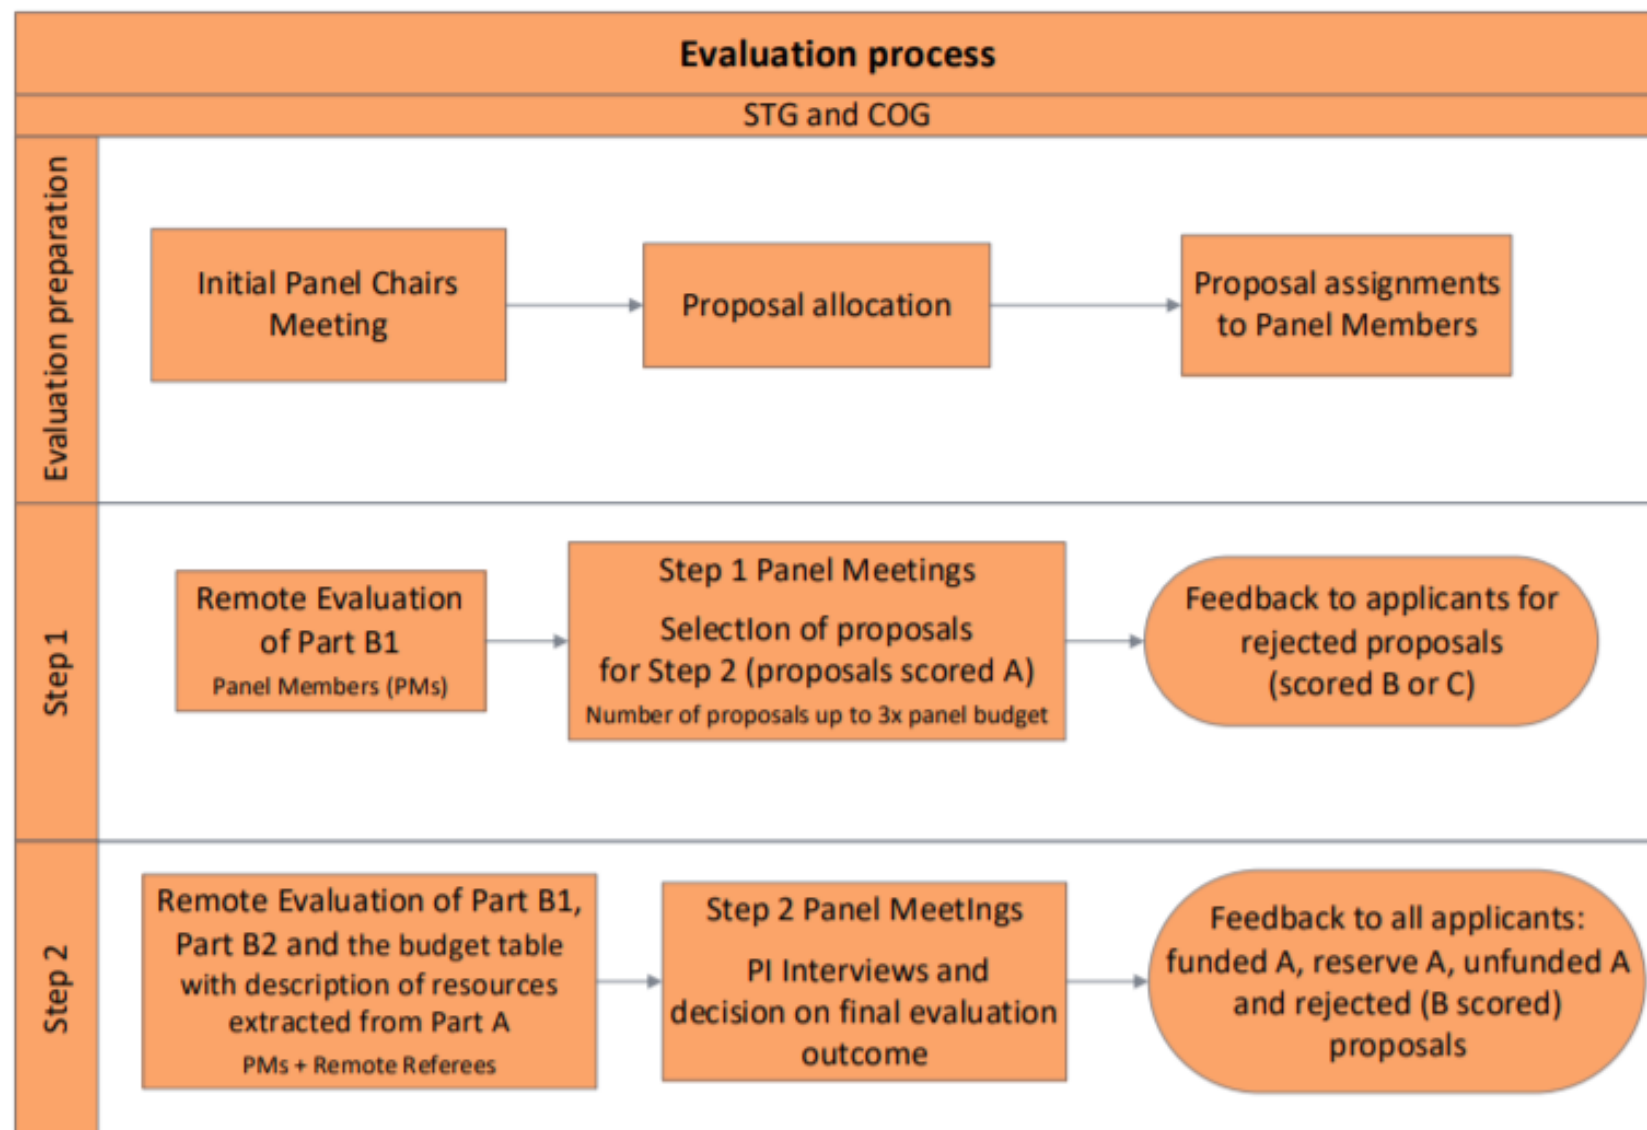 Evaluation process
STG and COG
Evaluation preparation
Initial Panel Chairs
Meeting
Proposal allocation
Proposal assignments
to Panel Members
Step 1
Remote Evaluation
of Part B1
Panel Members (PMs)
Step 1 Panel Meetings
SelectIon of proposals
for Step 2 (proposals scored A)
Number of proposals up to 3x panel budget
Feedback to applicants for
rejected proposals
(scored B or C)
Step 2
Remote Evaluation of Part B1,
Part B2 and the budget table
with description of resources
extracted from Part A
PMs + Remote Referees
Step 2 Panel MeetIngs
PI Interviews and
decision on final evaluation
outcome
Feedback to all applicants:
funded A, reserve A, unfunded A
and rejected (B scored)
proposals